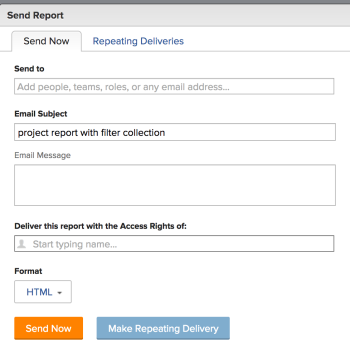 Send Report
Send Now Repeating Deliveries
Send to
Add people, teams, roles, or any email address...
Email Subject
project report with filter collection
Email Message
Deliver this report with the Access Rights of:
Start typing name...
Format
HTML
Send Now Make Repeating Delivery